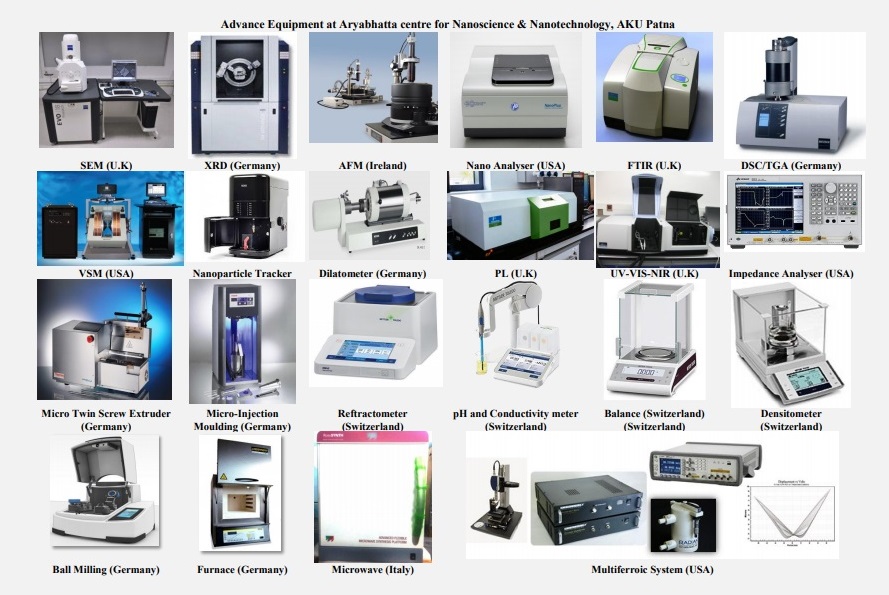 Advance Equipment at Aryabhatta centre for Nanoscience & Nanotechnology, AKU Patna
EVO
SEM (U.K)
XRD (Germany)
AFM (Ireland)
Nano Analyser (USA)
FTIR (U.K)
DSC/TGA (Germany)
VSM (USA)
Nanoparticle Tracker
Dilatometer (Germany)
PL (U.K)
UV-VIS-NIR (U.K)
Impedance Analyser (USA)
Micro Twin Screw Extruder
(Germany)
Micro-Injection
Moulding (Germany)
Reftractometer
(Switzerland)
pH and Conductivity meter
(Switzerland)
Balance (Switzerland)
(Switzerland)
Densitometer
(Switzerland)
Ball Milling (Germany)
Furnace (Germany)
Microwave (Italy)
Multiferroic System (USA)